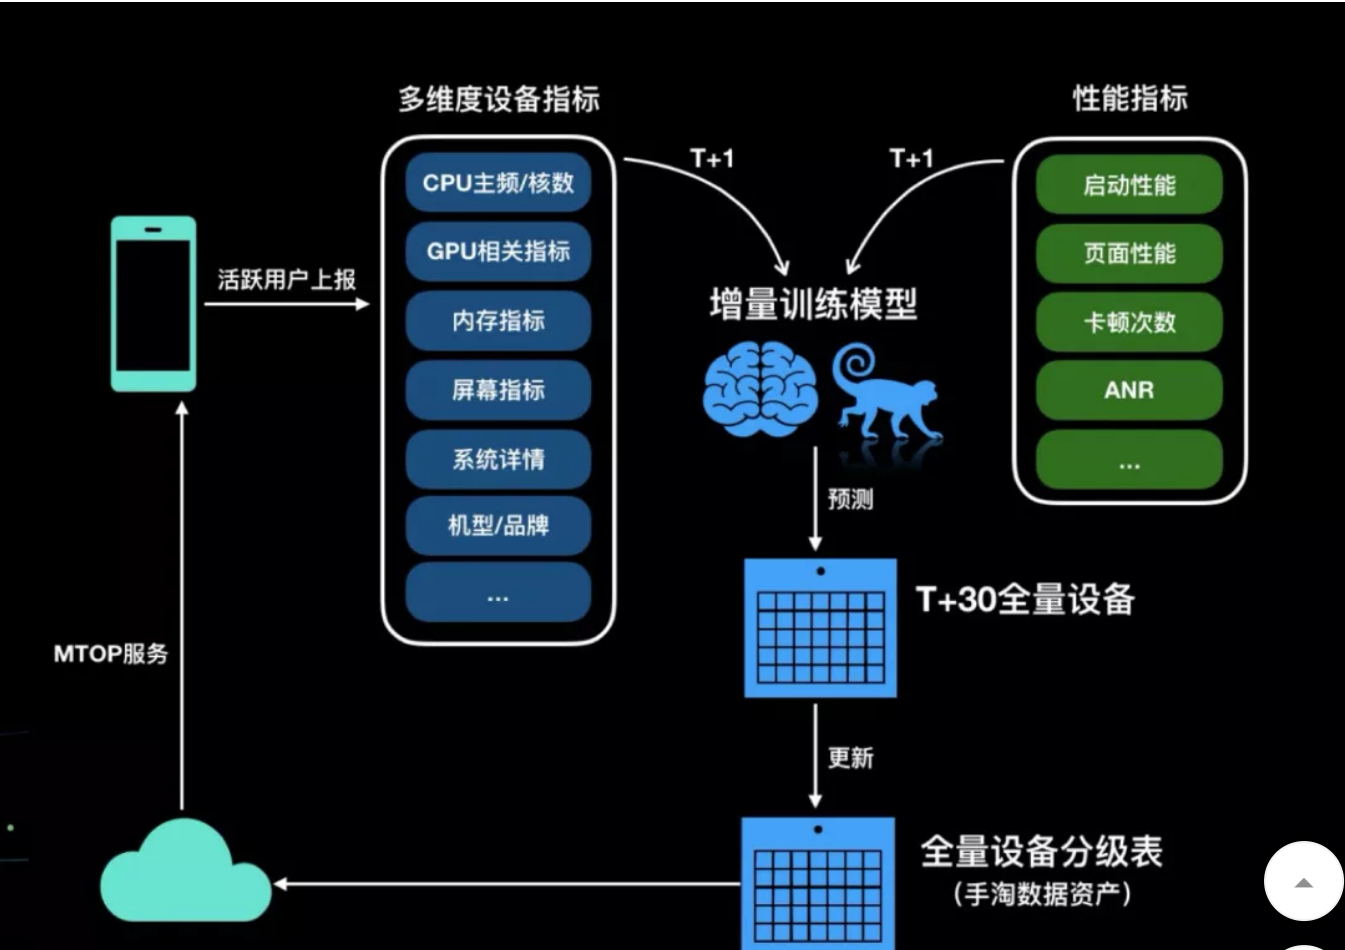 多维度设备指标
性能指标
CPU主频/核数
GPU相关指标
内存指标
屏幕指标
系统详情
机型/品牌
...
T+1
T+1
启动性能
页面性能
卡顿次数
ANR
...
活跃用户上报
增量训练模型
预测
T+30全量设备
MTOP服务
更新
全量设备分级表
(手淘数据资产)